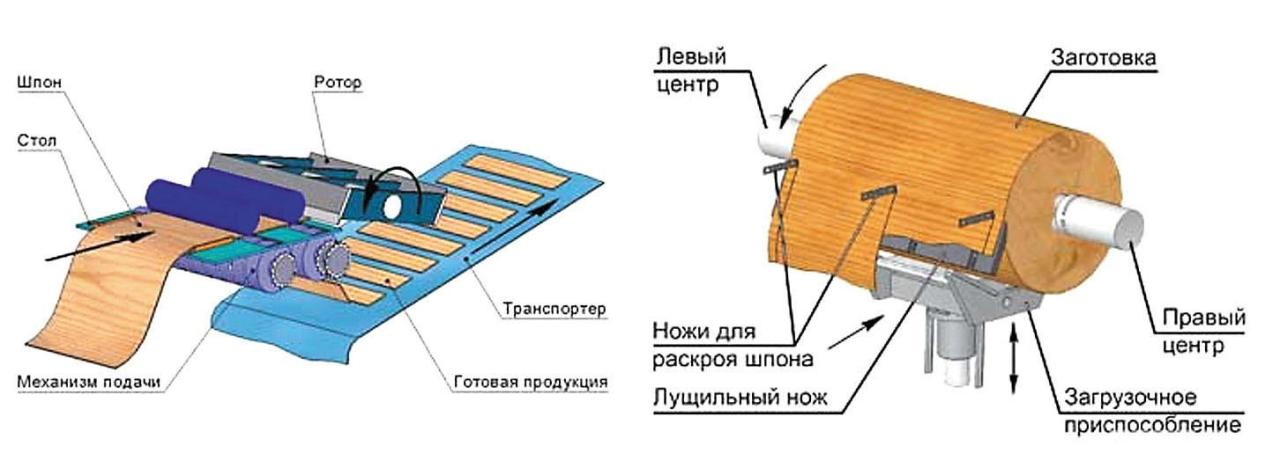 Шпон
Ротор
Стол
Транспортер
Механизм подачи
Готовая продукция
Левый
центр
Заготовка
Ножи для
раскроя шпона
Правый
центр
Лущильный нож
Загрузочное
приспособление